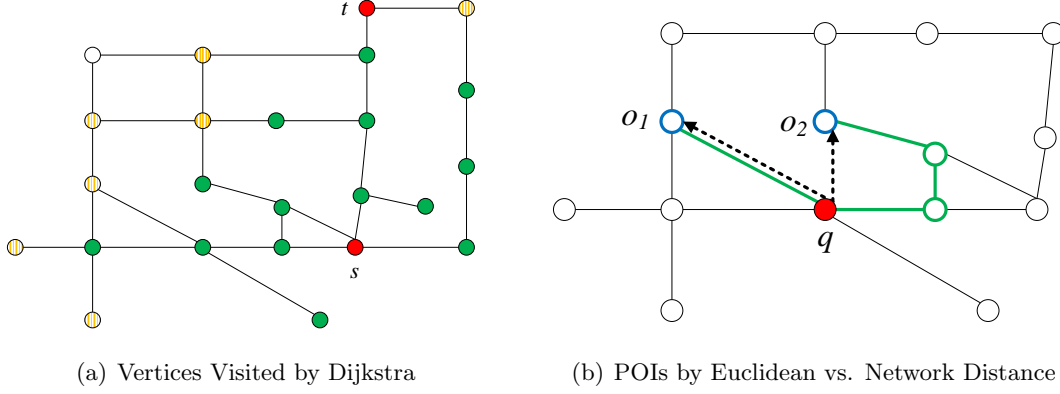 t
s
(a) Vertices Visited by Dijkstra
o1
o2
q
(b) POIs by Euclidean vs. Network Distance